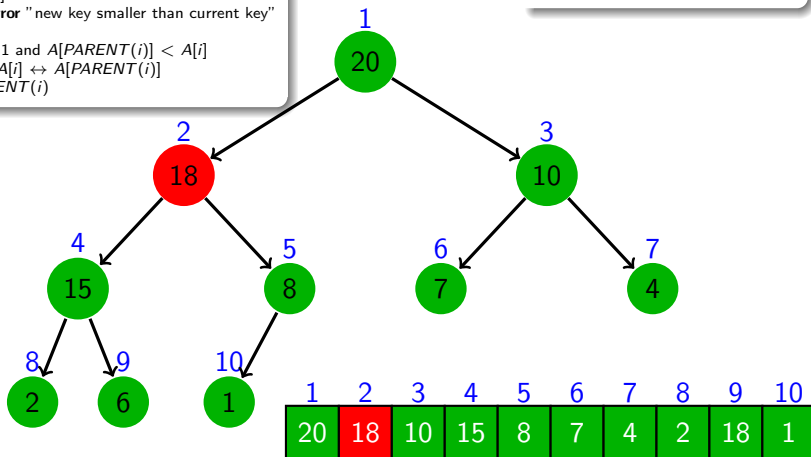 ror "new key smaller than current key"
1 and A[PARENT(i)] < A[i]
A[i] ↔ A[PARENT(i)]
ENT(i)
1
20
2 3
18 10
4 5 6 7
15 8 7 4
8 9 10
2 6 1
1 2 3 4 5 6 7 8 9 10
20 18 10 15 8 7 4 2 18 1